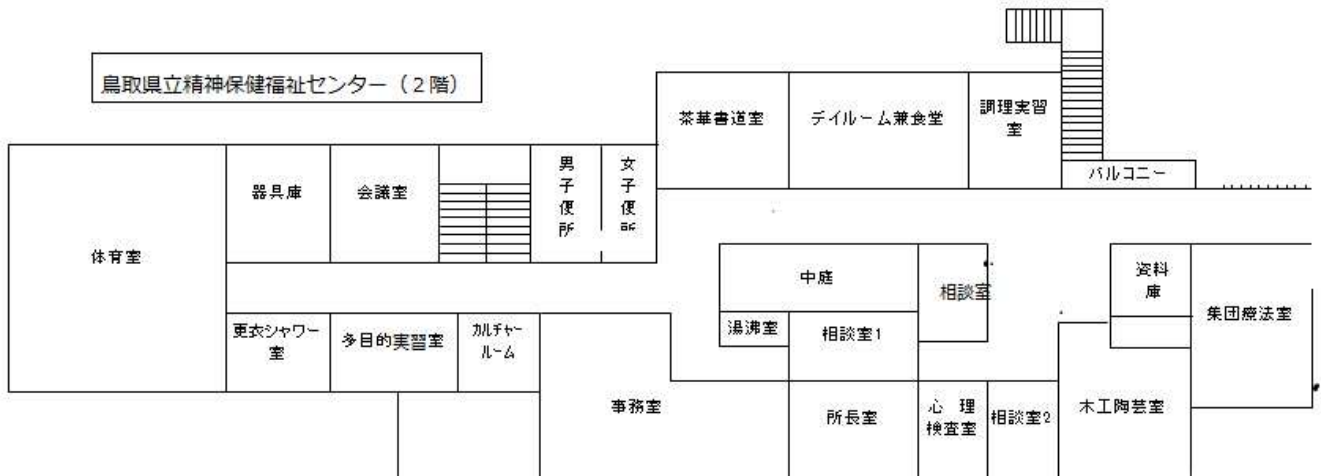 鳥取県立精神保健福祉センター（２階）
茶華書道室
デイルーム兼食堂
調理実習
室
バルコニー
器具庫
会議室
男子便所
女子便所
体育室
中庭
相談室
資料
庫
集団療法室
更衣シャワー
室
多目的実習室
カルチャー
ルーム
湯沸室
相談室1
事務室
所長室
心 理
検査室
相談室2
木工陶芸室